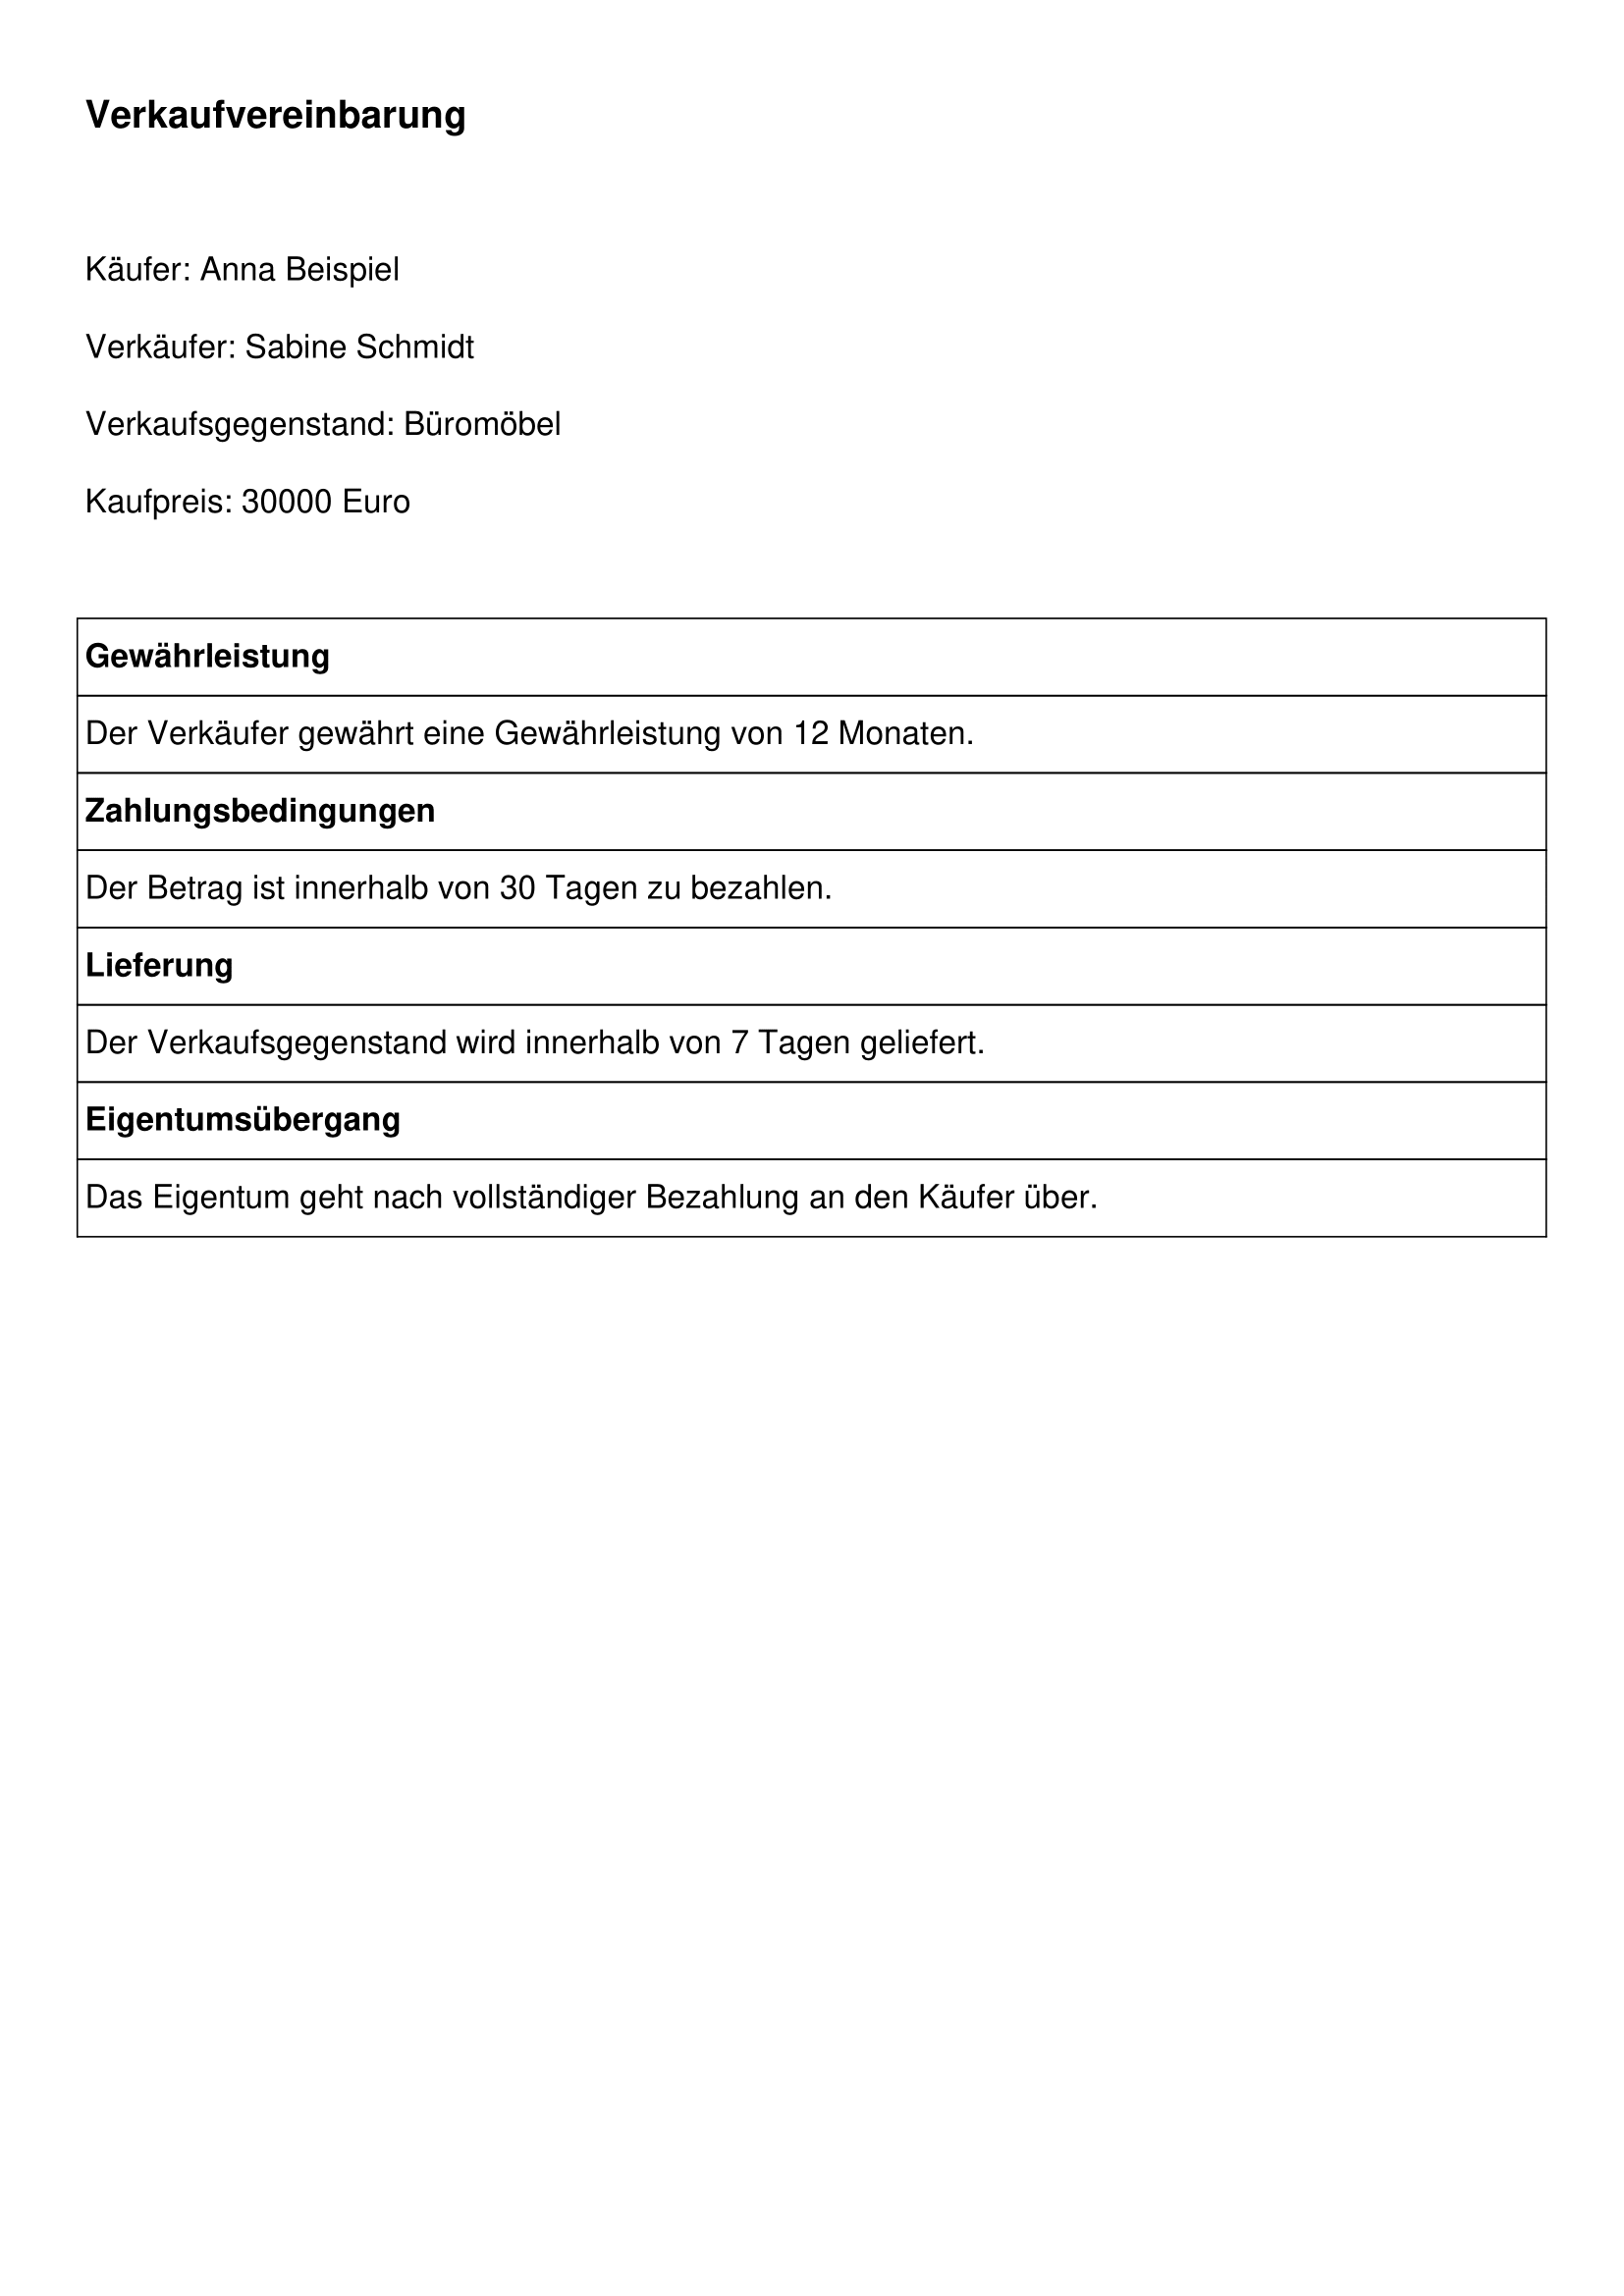 Verkaufvereinbarung
Käufer: Anna Beispiel
Verkäufer: Sabine Schmidt
Verkaufsgegenstand: Büromöbel
Kaufpreis: 30000 Euro
Gewährleistung
Der Verkäufer gewährt eine Gewährleistung von 12 Monaten.
Zahlungsbedingungen
Der Betrag ist innerhalb von 30 Tagen zu bezahlen.
Lieferung
Der Verkaufsgegenstand wird innerhalb von 7 Tagen geliefert.
Eigentumsübergang
Das Eigentum geht nach vollständiger Bezahlung an den Käufer über.